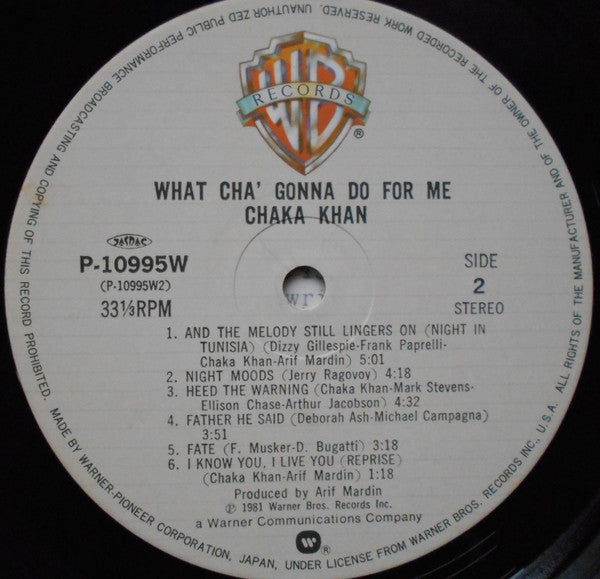 UNAUTHORIZED PUBLIC PERFORMANCE BROADCASTING AND COPYING OF THIS RECORD PROHIBITED.
ALL RIGHTS OF THE MANUFACTURER AND OF THE OWNER OF THE RECORDED WORK RESERVED.
WB
RECORDS
®
WHAT CHA' GONNA DO FOR ME
CHAKA KHAN
JASRAC
P-10995W
(P-10995W2)
33⅓RPM
SIDE
2
STEREO
1. AND THE MELODY STILL LINGERS ON (NIGHT IN
TUNISIA) (Dizzy Gillespie-Frank Paprelli-
Chaka Khan-Arif Mardin) 5:01
2. NIGHT MOODS (Jerry Ragovoy) 4:18
3. HEED THE WARNING (Chaka Khan-Mark Stevens-
Ellison Chase-Arthur Jacobson) 4:32
4. FATHER HE SAID (Deborah Ash-Michael Campagna)
3:51
5. FATE (F. Musker-D. Bugatti) 3:18
6. I KNOW YOU, I LIVE YOU (REPRISE)
(Chaka Khan-Arif Mardin) 1:18
Produced by Arif Mardin
℗ 1981 Warner Bros. Records Inc.
a Warner Communications Company
MADE BY WARNER-PIONEER CORPORATION, JAPAN, UNDER LICENSE FROM WARNER BROS. RECORDS INC., U.S.A.